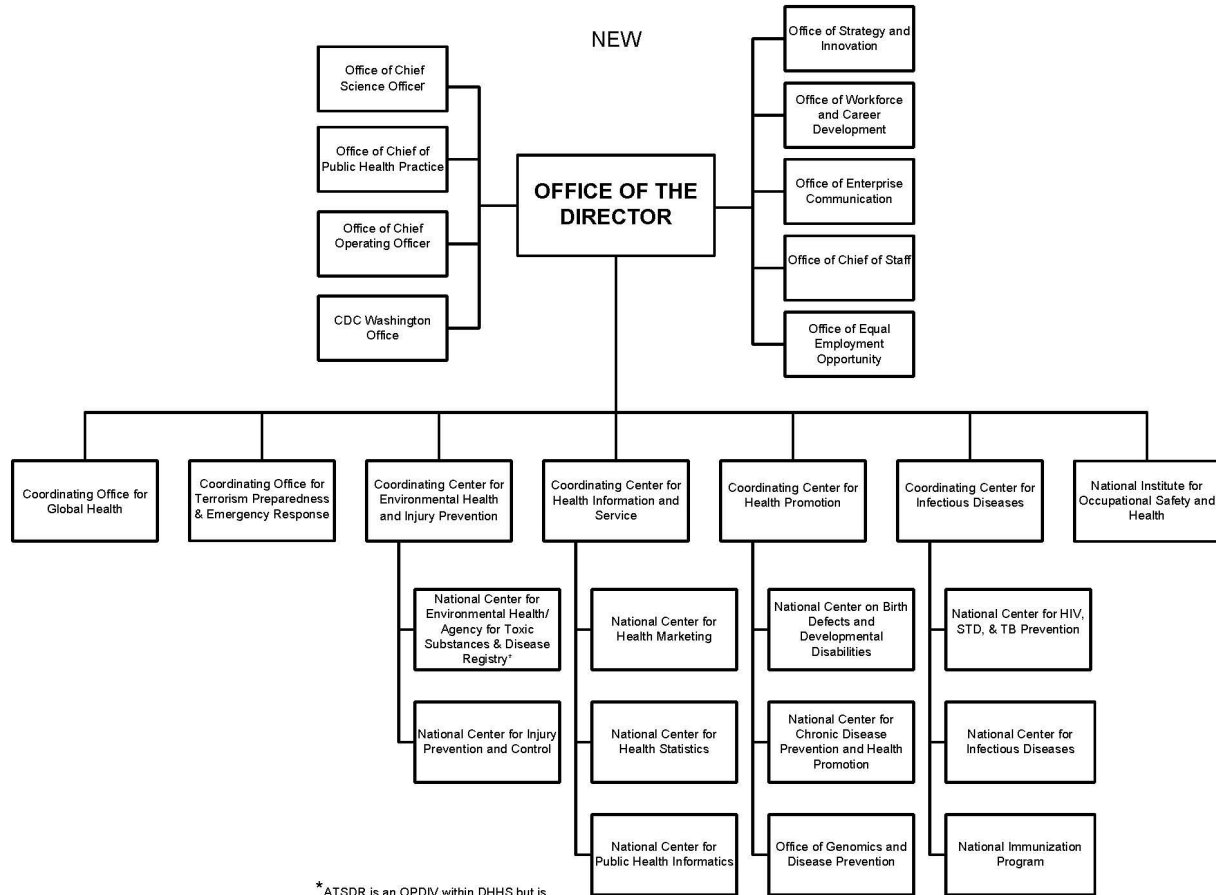 NEW
Office of Chief
Science Officer
Office of Chief of
Public Health Practice
Office of Chief
Operating Officer
CDC Washington
Office
OFFICE OF THE
DIRECTOR
Office of Strategy and
Innovation
Office of Workforce
and Career
Development
Office of Enterprise
Communication
Office of Chief of Staff
Office of Equal
Employment
Opportunity
Coordinating Office for
Global Health
Coordinating Office for
Terrorism Preparedness
& Emergency Response
Coordinating Center for
Environmental Health
and Injury Prevention
Coordinating Center for
Health Information and
Service
Coordinating Center for
Health Promotion
Coordinating Center for
Infectious Diseases
National Institute for
Occupational Safety and
Health
National Center for
Environmental Health/
Agency for Toxic
Substances & Disease
Registry*
National Center for Injury
Prevention and Control
National Center for
Health Marketing
National Center for
Health Statistics
National Center for
Public Health Informatics
National Center on Birth
Defects and
Developmental
Disabilities
National Center for
Chronic Disease
Prevention and Health
Promotion
Office of Genomics and
Disease Prevention
National Center for HIV,
STD, & TB Prevention
National Center for
Infectious Diseases
National Immunization
Program
*ATSDR is an OPDIV within DHHS but is